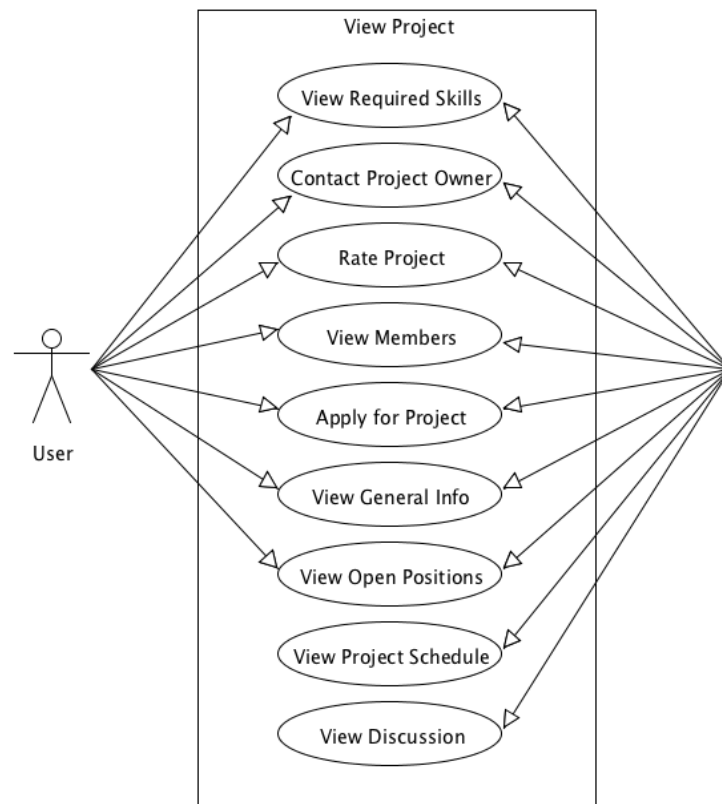 View Project
View Required Skills
Contact Project Owner
Rate Project
View Members
Apply for Project
User
View General Info
View Open Positions
View Project Schedule
View Discussion